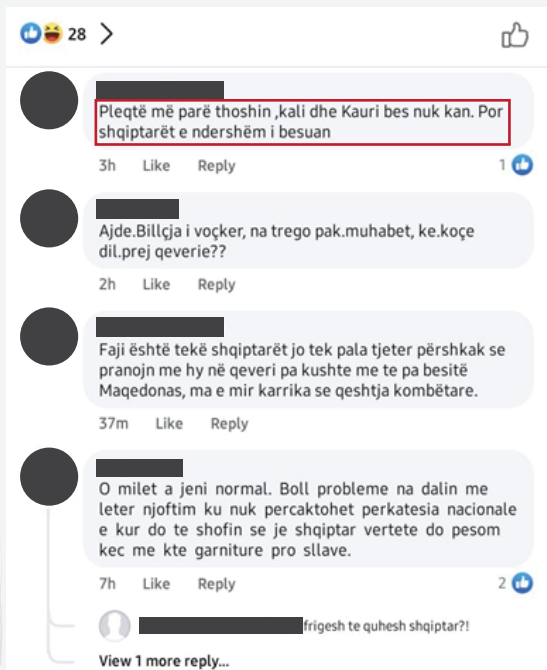 28
Pleqtë më parë thoshin ,kali dhe Kauri bes nuk kan. Por
shqiptarët e ndershëm i besuan
3h Like Reply 1
Ajde.Billçja i voçker, na trego pak.muhabet, ke.koçe
dil.prej qeverie??
2h Like Reply
Faji është tekë shqiptarët jo tek pala tjeter përshkak se
pranojn me hy në qeveri pa kushte me te pa besitë
Maqedonas, ma e mir karrika se qeshtja kombëtare.
37m Like Reply
O milet a jeni normal. Boll probleme na dalin me
leter njoftim ku nuk percaktohet perkatesia nacionale
e kur do te shofin se je shqiptar vertete do pesom
kec me kte garniture pro sllave.
7h Like Reply 2
frigesh te quhesh shqiptar?!
View 1 more reply...